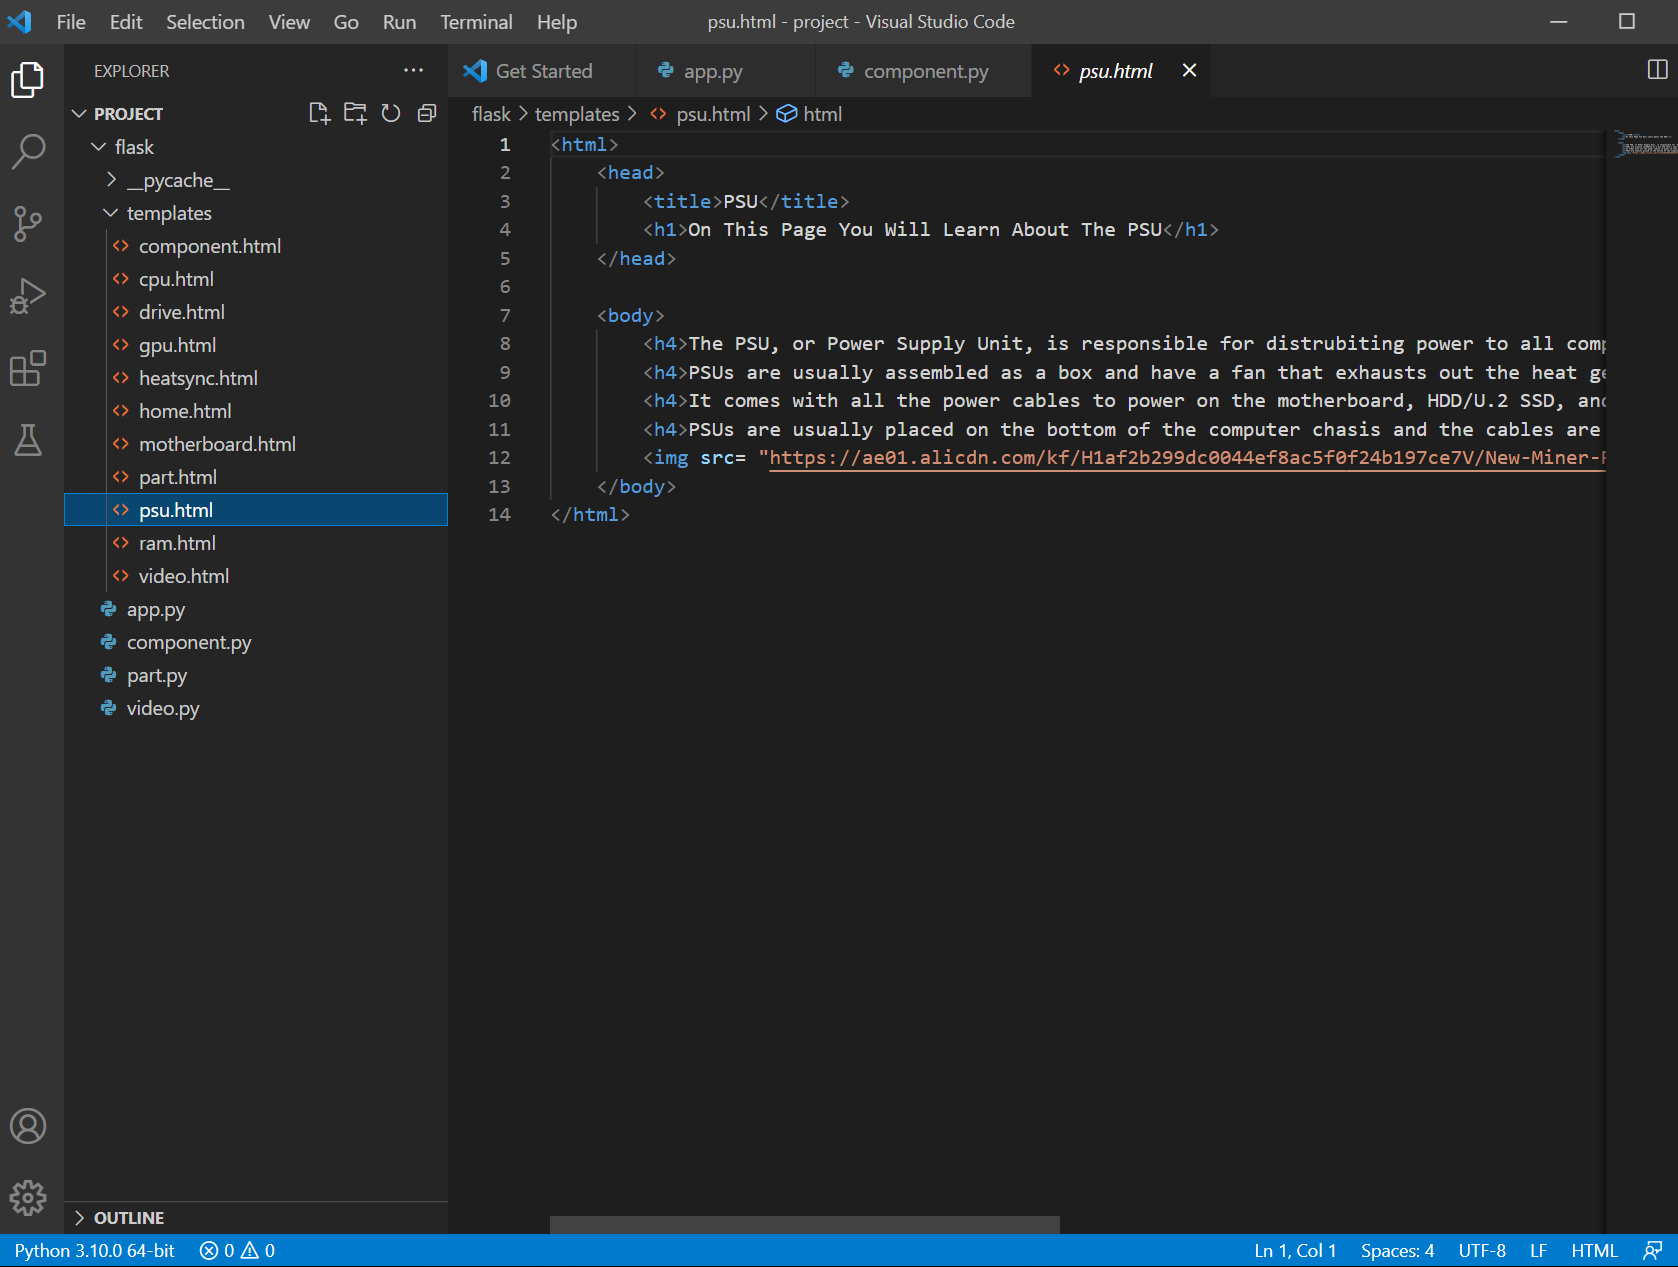 File Edit Selection View Go Run Terminal Help psu.html - project - Visual Studio Code
EXPLORER ··· Get Started app.py component.py psu.html
PROJECT
flask > templates > psu.html > html
flask
__pycache__
templates
component.html
cpu.html
drive.html
gpu.html
heatsync.html
home.html
motherboard.html
part.html
psu.html
ram.html
video.html
app.py
component.py
part.py
video.py
1 <html>
2 <head>
3 <title>PSU</title>
4 <h1>On This Page You Will Learn About The PSU</h1>
5 </head>
6
7 <body>
8 <h4>The PSU, or Power Supply Unit, is responsible for distrubiting power to all comp
9 <h4>PSUs are usually assembled as a box and have a fan that exhausts out the heat ge
10 <h4>It comes with all the power cables to power on the motherboard, HDD/U.2 SSD, and
11 <h4>PSUs are usually placed on the bottom of the computer chasis and the cables are
12 <img src= "https://ae01.alicdn.com/kf/H1af2b299dc0044ef8ac5f0f24b197ce7V/New-Miner-
13 </body>
14 </html>
OUTLINE
Python 3.10.0 64-bit 0 0 Ln 1, Col 1 Spaces: 4 UTF-8 LF HTML